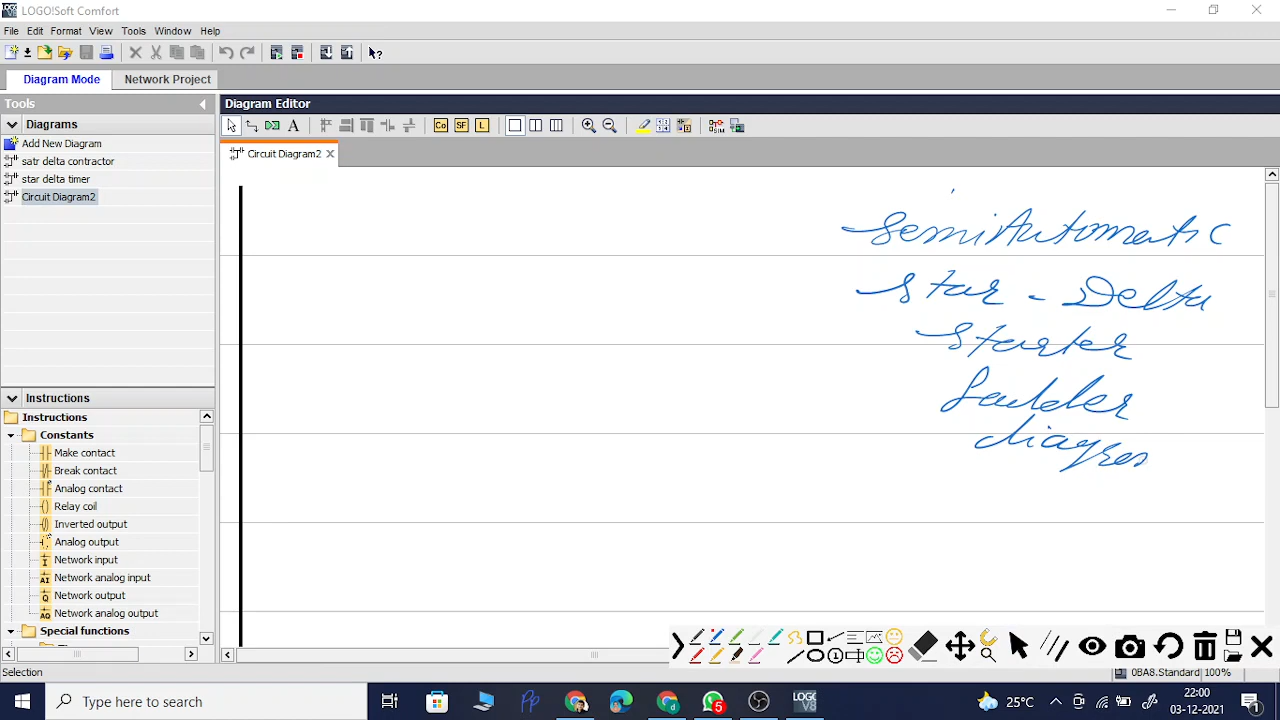 LOGO!Soft Comfort
File Edit Format View Tools Window Help
Diagram Mode Network Project
Tools
Diagrams
Add New Diagram
satr delta contractor
star delta timer
Circuit Diagram2
Instructions
Instructions
Constants
Make contact
Break contact
Analog contact
Relay coil
Inverted output
Analog output
Network input
Network analog input
Network output
Network analog output
Special functions
Selection
Diagram Editor
Co SF L
Circuit Diagram2
SemiAutomatic
Star - Delta
Starter
Ladder
diagram
0BA8.Standard 100%
Type here to search
5
25°C
22:00
03-12-2021
1